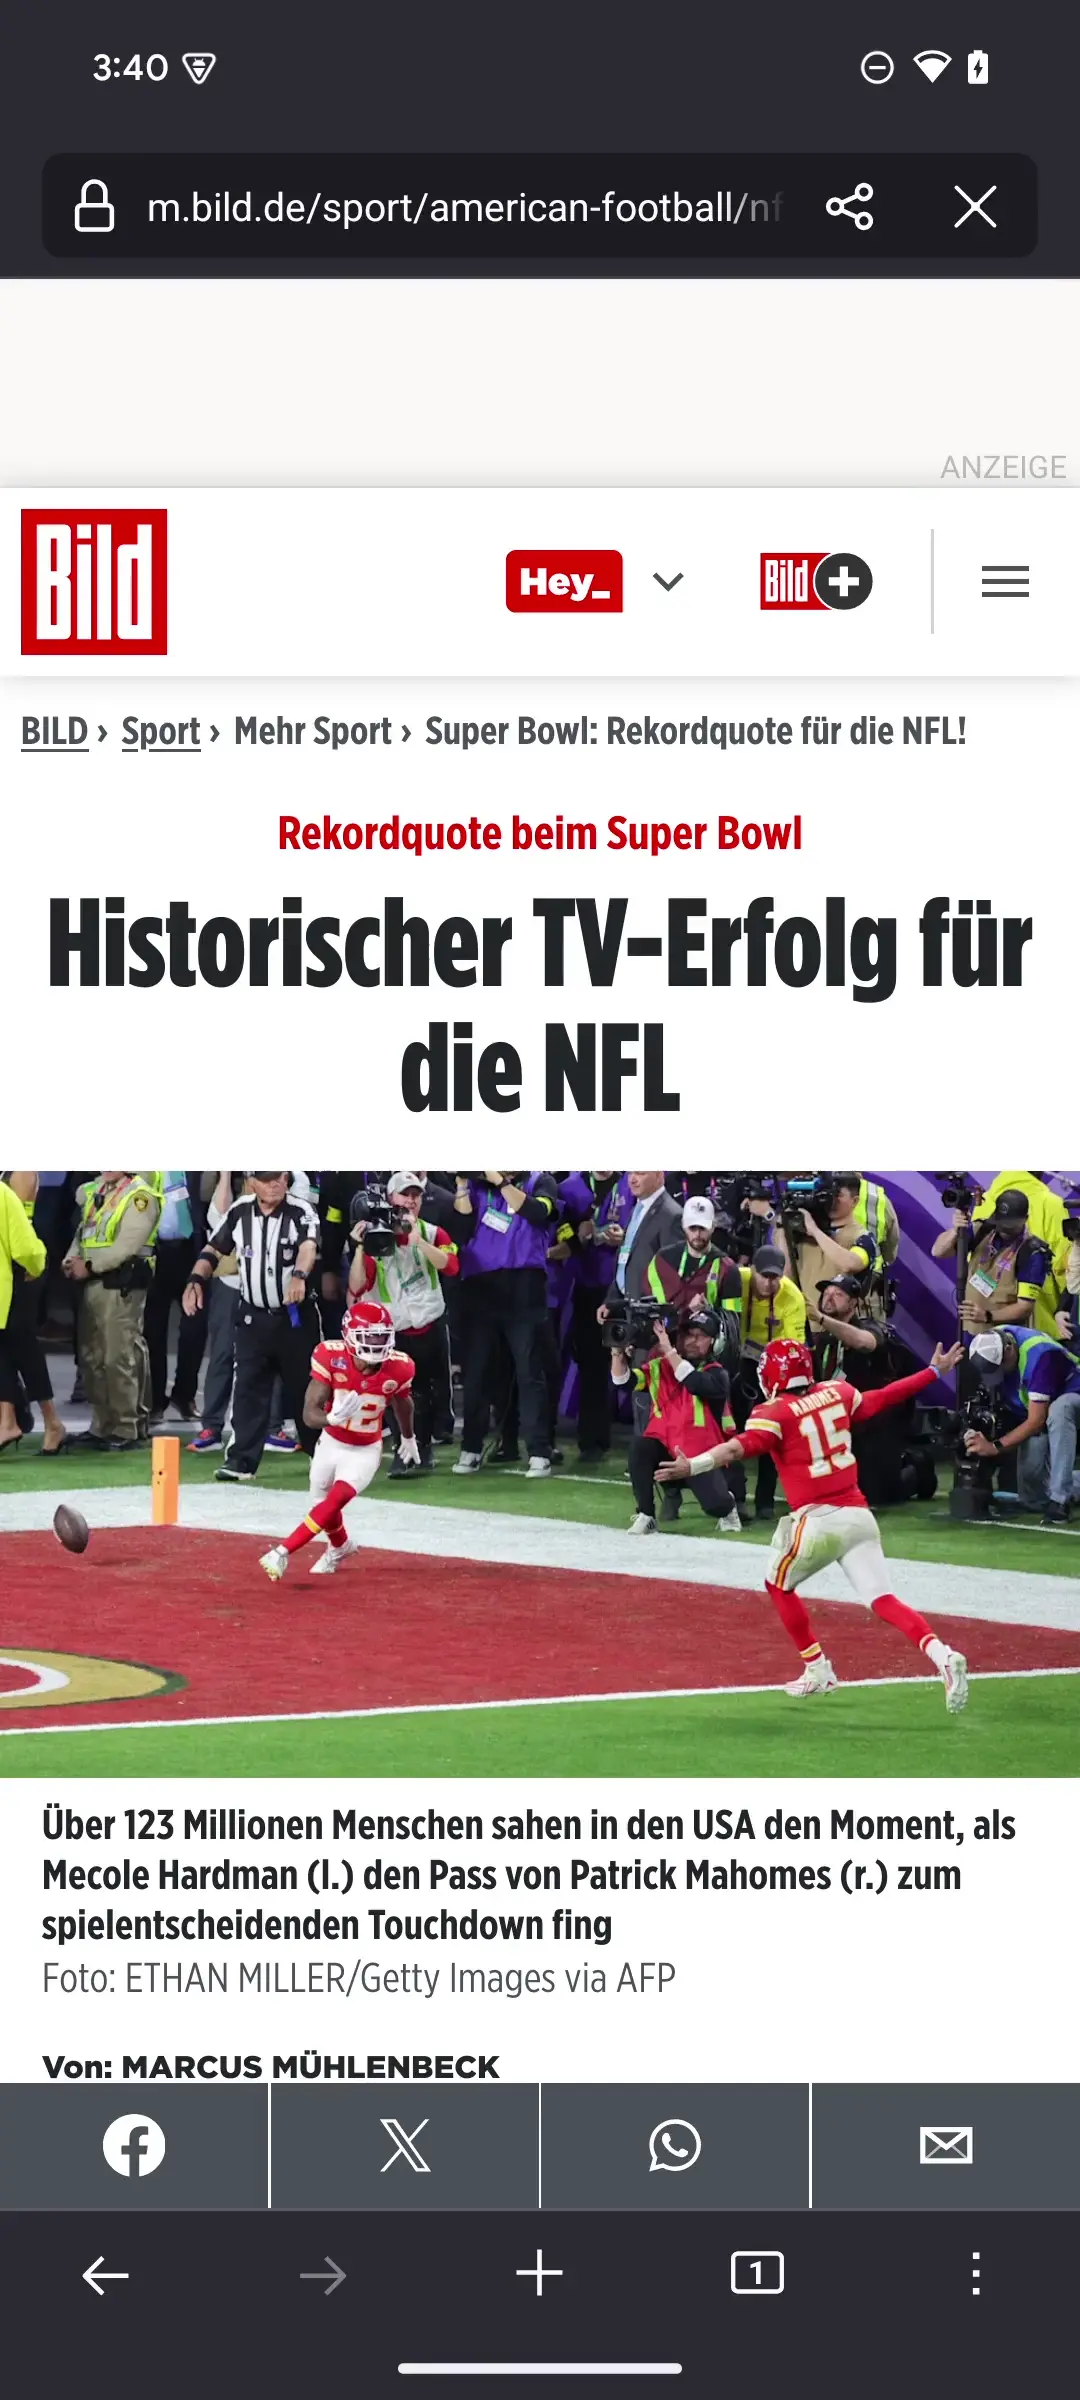 3:40
m.bild.de/sport/american-football/nf
ANZEIGE
Bild
Hey_
Bild
BILD › Sport › Mehr Sport › Super Bowl: Rekordquote für die NFL!
Rekordquote beim Super Bowl
Historischer TV-Erfolg für
die NFL
MAHOMES
15
12
Über 123 Millionen Menschen sahen in den USA den Moment, als
Mecole Hardman (l.) den Pass von Patrick Mahomes (r.) zum
spielentscheidenden Touchdown fing
Foto: ETHAN MILLER/Getty Images via AFP
Von: MARCUS MÜHLENBECK
1